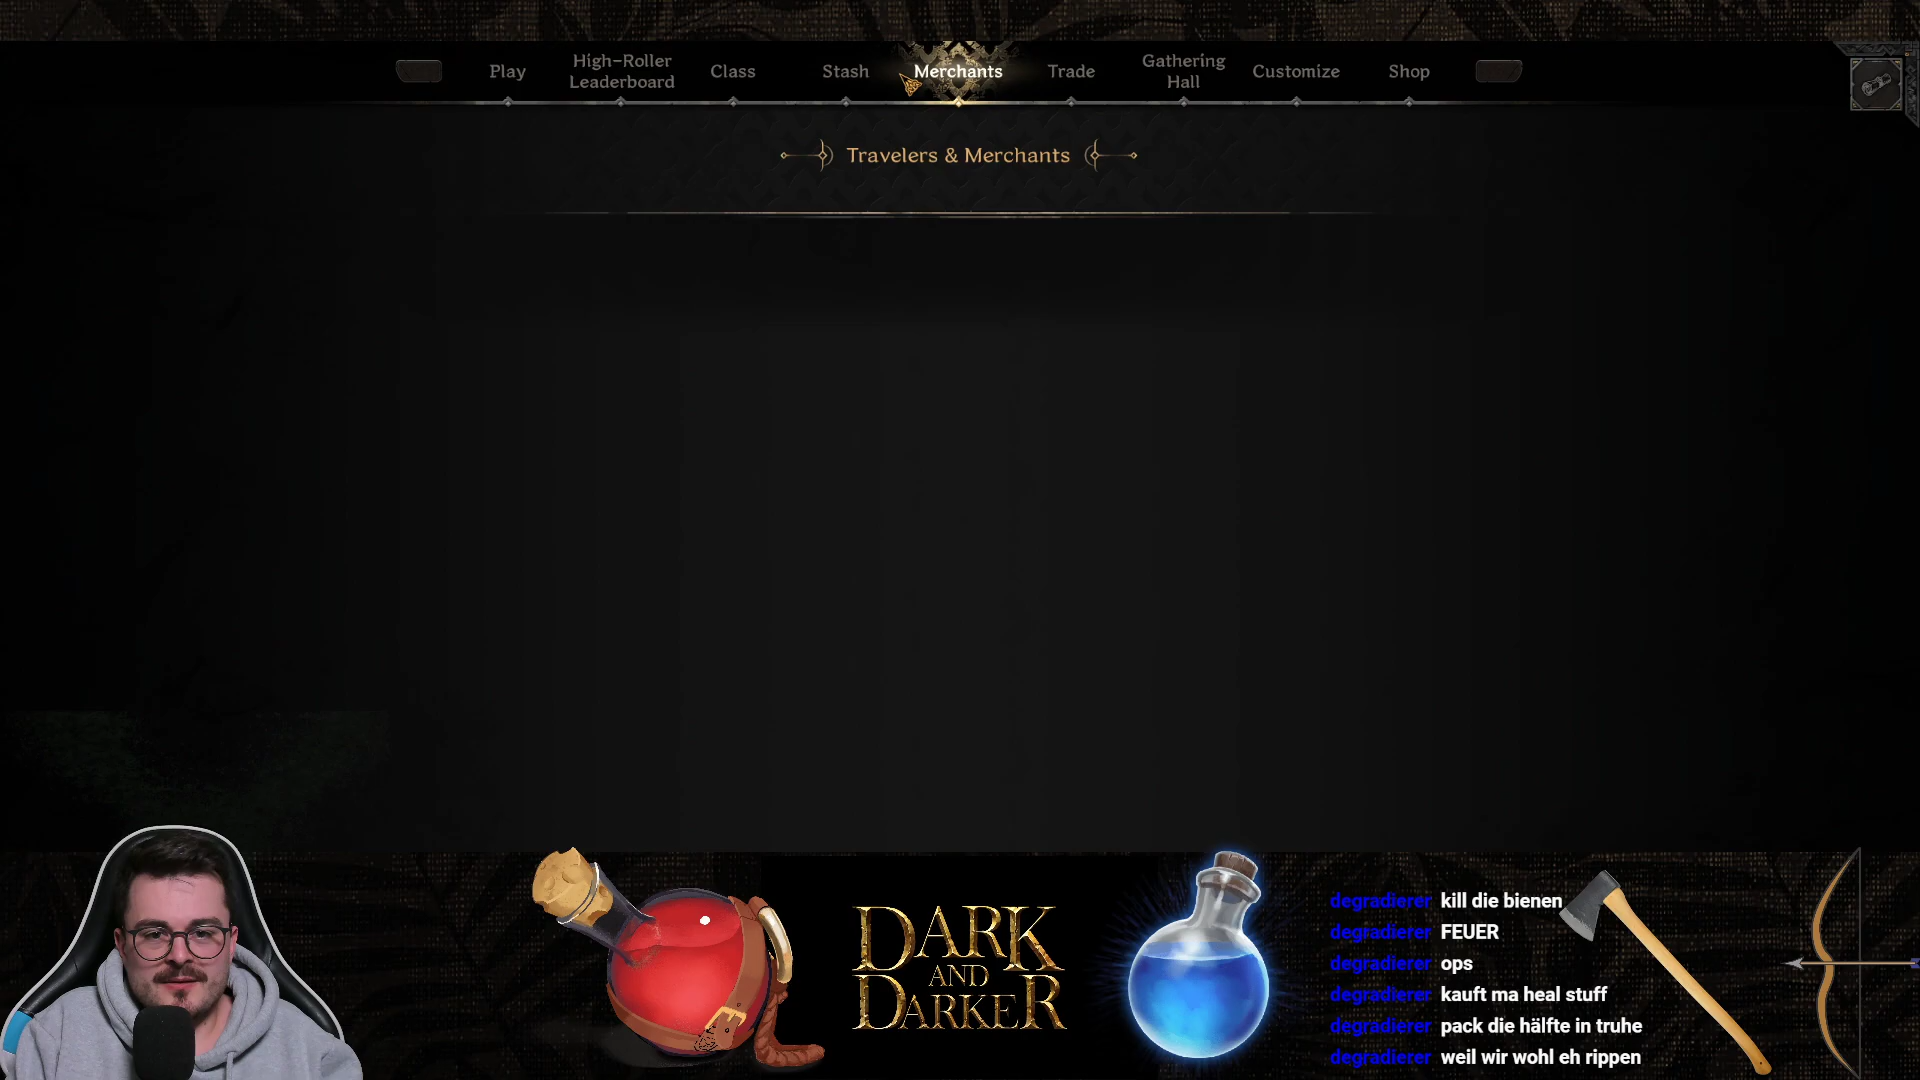 Play
High-Roller
Leaderboard
Class
Stash
Merchants
Trade
Gathering
Hall
Customize
Shop
Travelers & Merchants
DARK
AND
DARKER
degradierer kill die bienen
degradierer FEUER
degradierer ops
degradierer kauft ma heal stuff
degradierer pack die hälfte in truhe
degradierer weil wir wohl eh rippen